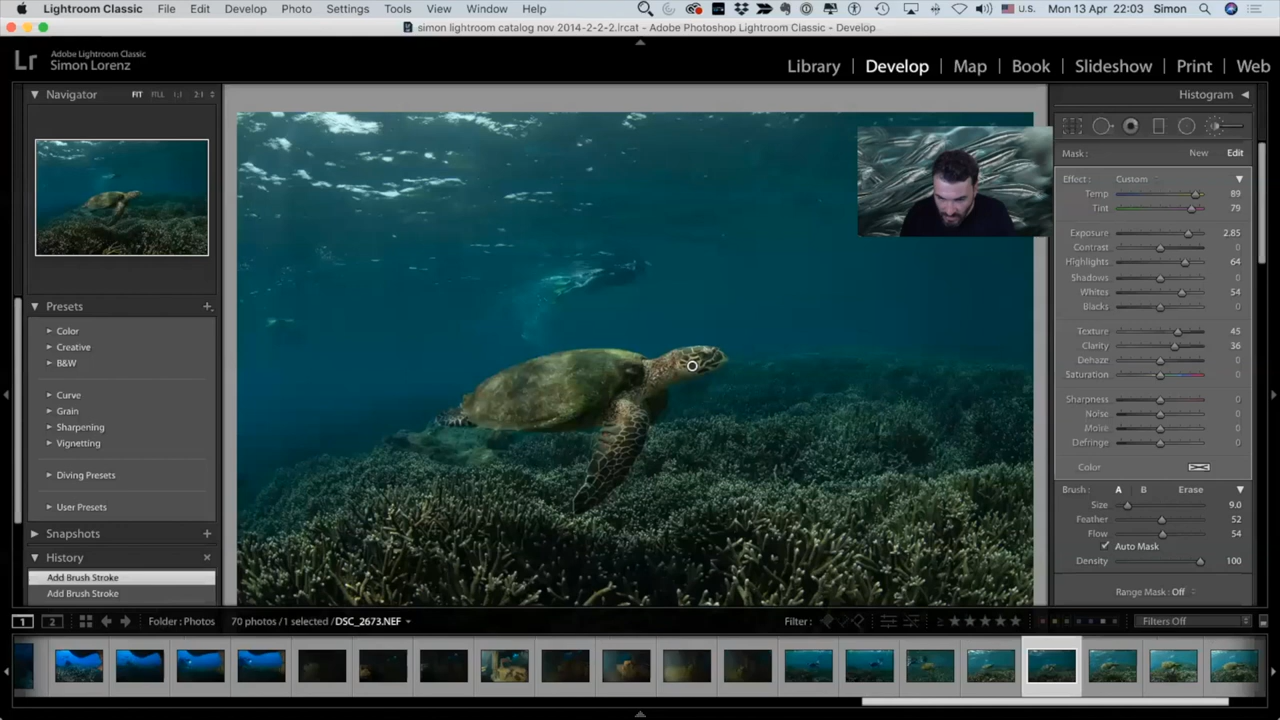 Lightroom Classic File Edit Develop Photo Settings Tools View Window Help U.S. Mon 13 Apr 22:03 Simon
simon lightroom catalog nov 2014-2-2-2.lrcat - Adobe Photoshop Lightroom Classic - Develop
Lr Adobe Lightroom Classic
Simon Lorenz
Library | Develop | Map | Book | Slideshow | Print | Web
Navigator FIT FILL 1:1 2:1
Histogram
Mask : New Edit
Effect : Custom
Temp 89
Tint 79
Exposure 2.85
Contrast 0
Highlights 64
Shadows 0
Whites 54
Blacks 0
Texture 45
Clarity 36
Dehaze 0
Saturation 0
Sharpness 0
Noise 0
Moiré 0
Defringe 0
Color
Brush : A B Erase
Size 9.0
Feather 52
Flow 54
Auto Mask
Density 100
Range Mask : Off
Presets +
Color
Creative
B&W
Curve
Grain
Sharpening
Vignetting
Diving Presets
User Presets
Snapshots +
History ×
Add Brush Stroke
Add Brush Stroke
1 2 Folder : Photos 70 photos / 1 selected / DSC_2673.NEF Filter : Filters Off